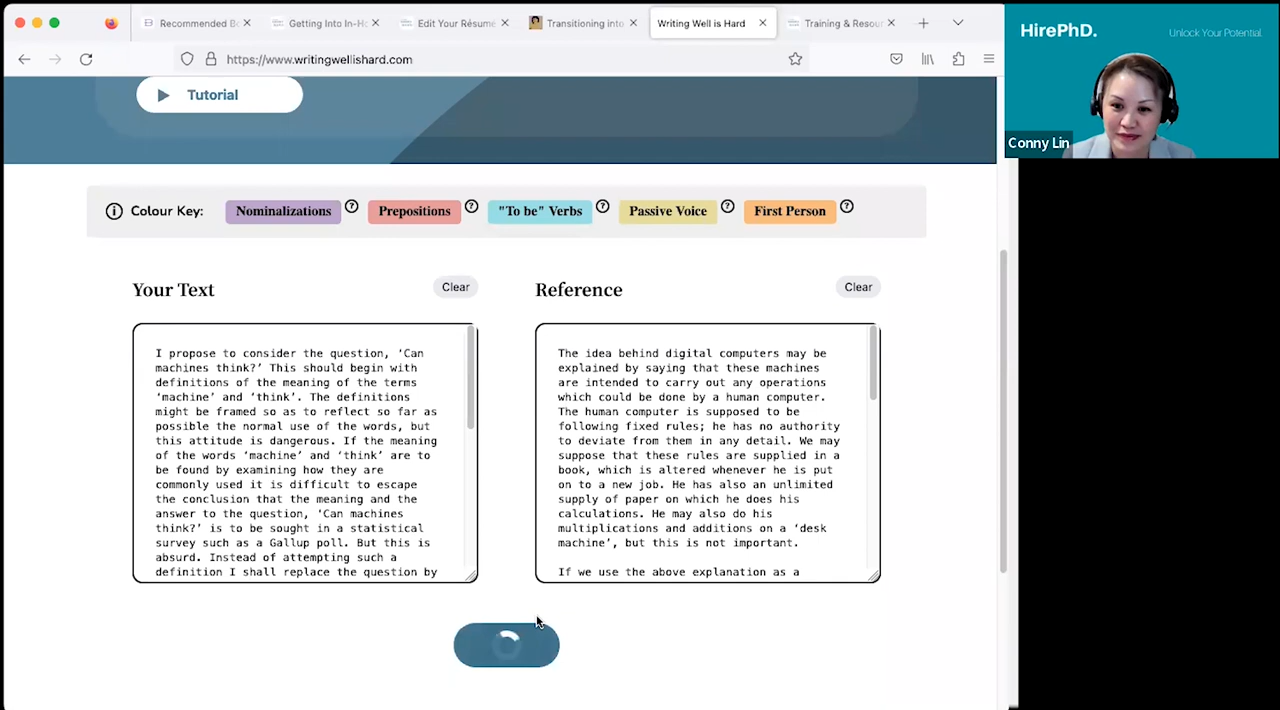 Recommended Bo
Getting Into In-Ho
Edit Your Résumé
Transitioning into
Writing Well is Hard
Training & Resour
https://www.writingwellishard.com
HirePhD.
Unlock Your Potential.
Conny Lin
Tutorial
Colour Key:
Nominalizations
Prepositions
"To be" Verbs
Passive Voice
First Person
Your Text
Clear
I propose to consider the question, ‘Can
machines think?’ This should begin with
definitions of the meaning of the terms
‘machine’ and ‘think’. The definitions
might be framed so as to reflect so far as
possible the normal use of the words, but
this attitude is dangerous. If the meaning
of the words ‘machine’ and ‘think’ are to
be found by examining how they are
commonly used it is difficult to escape
the conclusion that the meaning and the
answer to the question, ‘Can machines
think?’ is to be sought in a statistical
survey such as a Gallup poll. But this is
absurd. Instead of attempting such a
definition I shall replace the question by
Reference
Clear
The idea behind digital computers may be
explained by saying that these machines
are intended to carry out any operations
which could be done by a human computer.
The human computer is supposed to be
following fixed rules; he has no authority
to deviate from them in any detail. We may
suppose that these rules are supplied in a
book, which is altered whenever he is put
on to a new job. He has also an unlimited
supply of paper on which he does his
calculations. He may also do his
multiplications and additions on a ‘desk
machine’, but this is not important.
If we use the above explanation as a